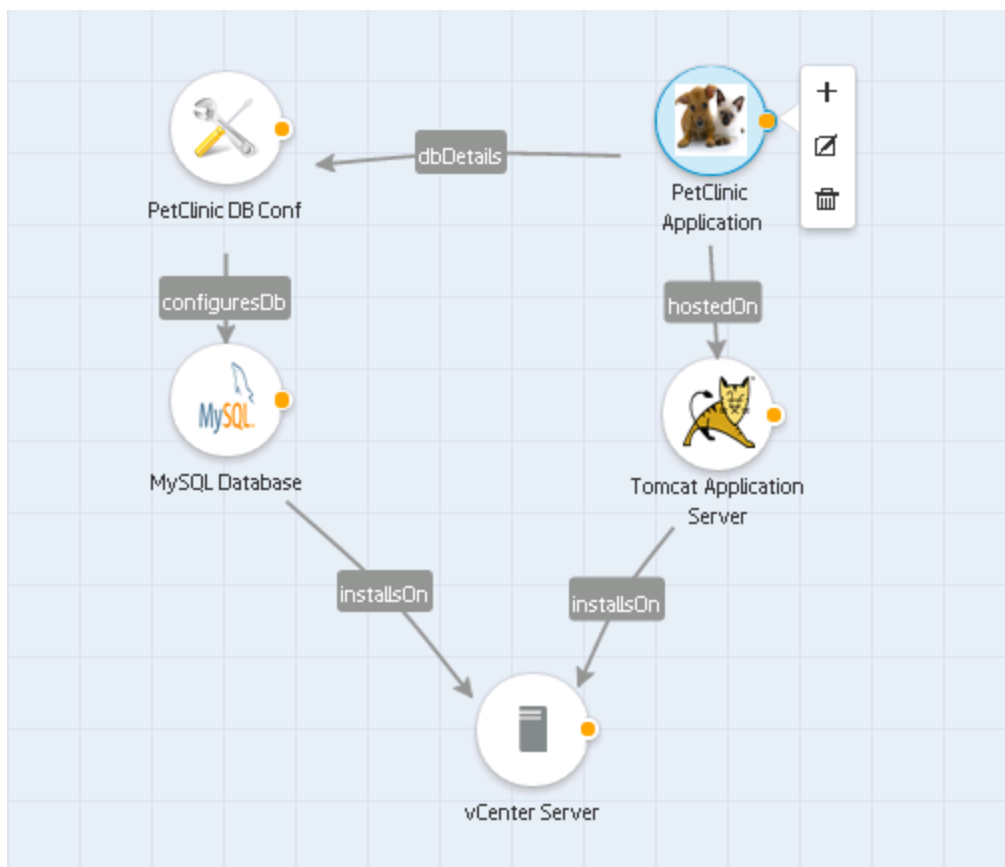 dbDetails
PetClinic DB Conf
PetClinic
Application
configuresDb
hostedOn
MySQL
MySQL Database
Tomcat Application
Server
installsOn
installsOn
vCenter Server